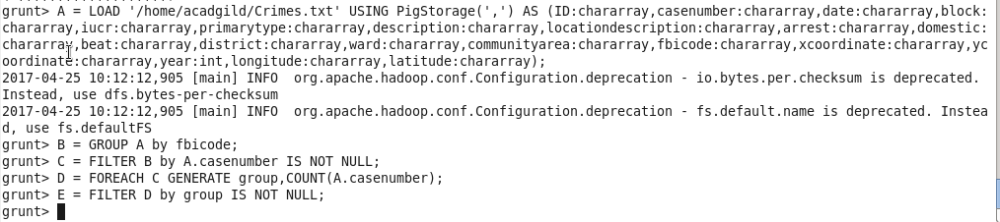 grunt> A = LOAD '/home/acadgild/Crimes.txt' USING PigStorage(',') AS (ID:chararray,casenumber:chararray,date:chararray,block:
chararray,iucr:chararray,primarytype:chararray,description:chararray,locationdescription:chararray,arrest:chararray,domestic:
chararray,beat:chararray,district:chararray,ward:chararray,communityarea:chararray,fbicode:chararray,xcoordinate:chararray,yc
oordinate:chararray,year:int,longitude:chararray,latitude:chararray);
2017-04-25 10:12:12,905 [main] INFO  org.apache.hadoop.conf.Configuration.deprecation - io.bytes.per.checksum is deprecated.
Instead, use dfs.bytes-per-checksum
2017-04-25 10:12:12,905 [main] INFO  org.apache.hadoop.conf.Configuration.deprecation - fs.default.name is deprecated. Instea
d, use fs.defaultFS
grunt> B = GROUP A by fbicode;
grunt> C = FILTER B by A.casenumber IS NOT NULL;
grunt> D = FOREACH C GENERATE group,COUNT(A.casenumber);
grunt> E = FILTER D by group IS NOT NULL;
grunt>